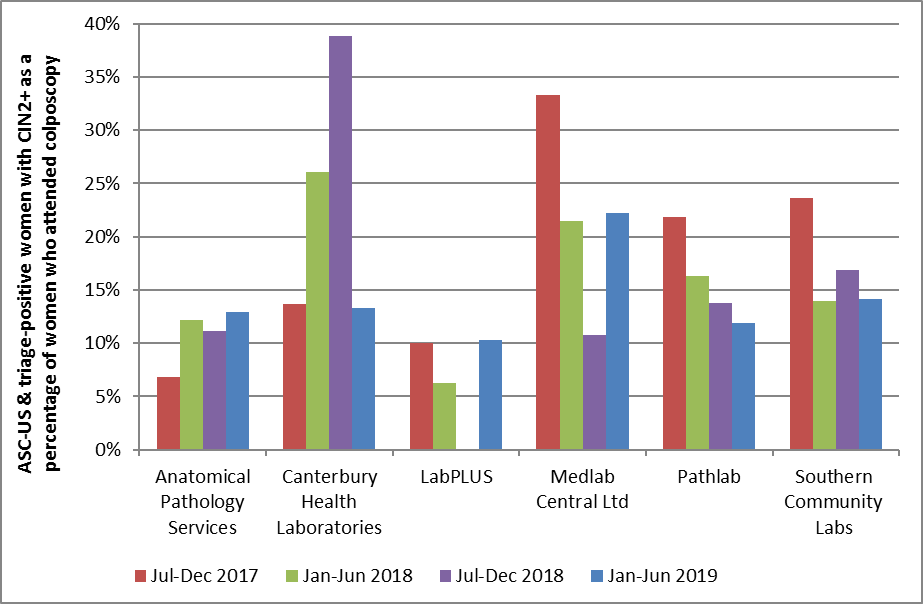 ASC-US & triage-positive women with CIN2+ as a
percentage of women who attended colposcopy
40%
35%
30%
25%
20%
15%
10%
5%
0%
Anatomical
Pathology
Services
Canterbury
Health
Laboratories
LabPLUS
Medlab
Central Ltd
Pathlab
Southern
Community
Labs
Jul-Dec 2017
Jan-Jun 2018
Jul-Dec 2018
Jan-Jun 2019